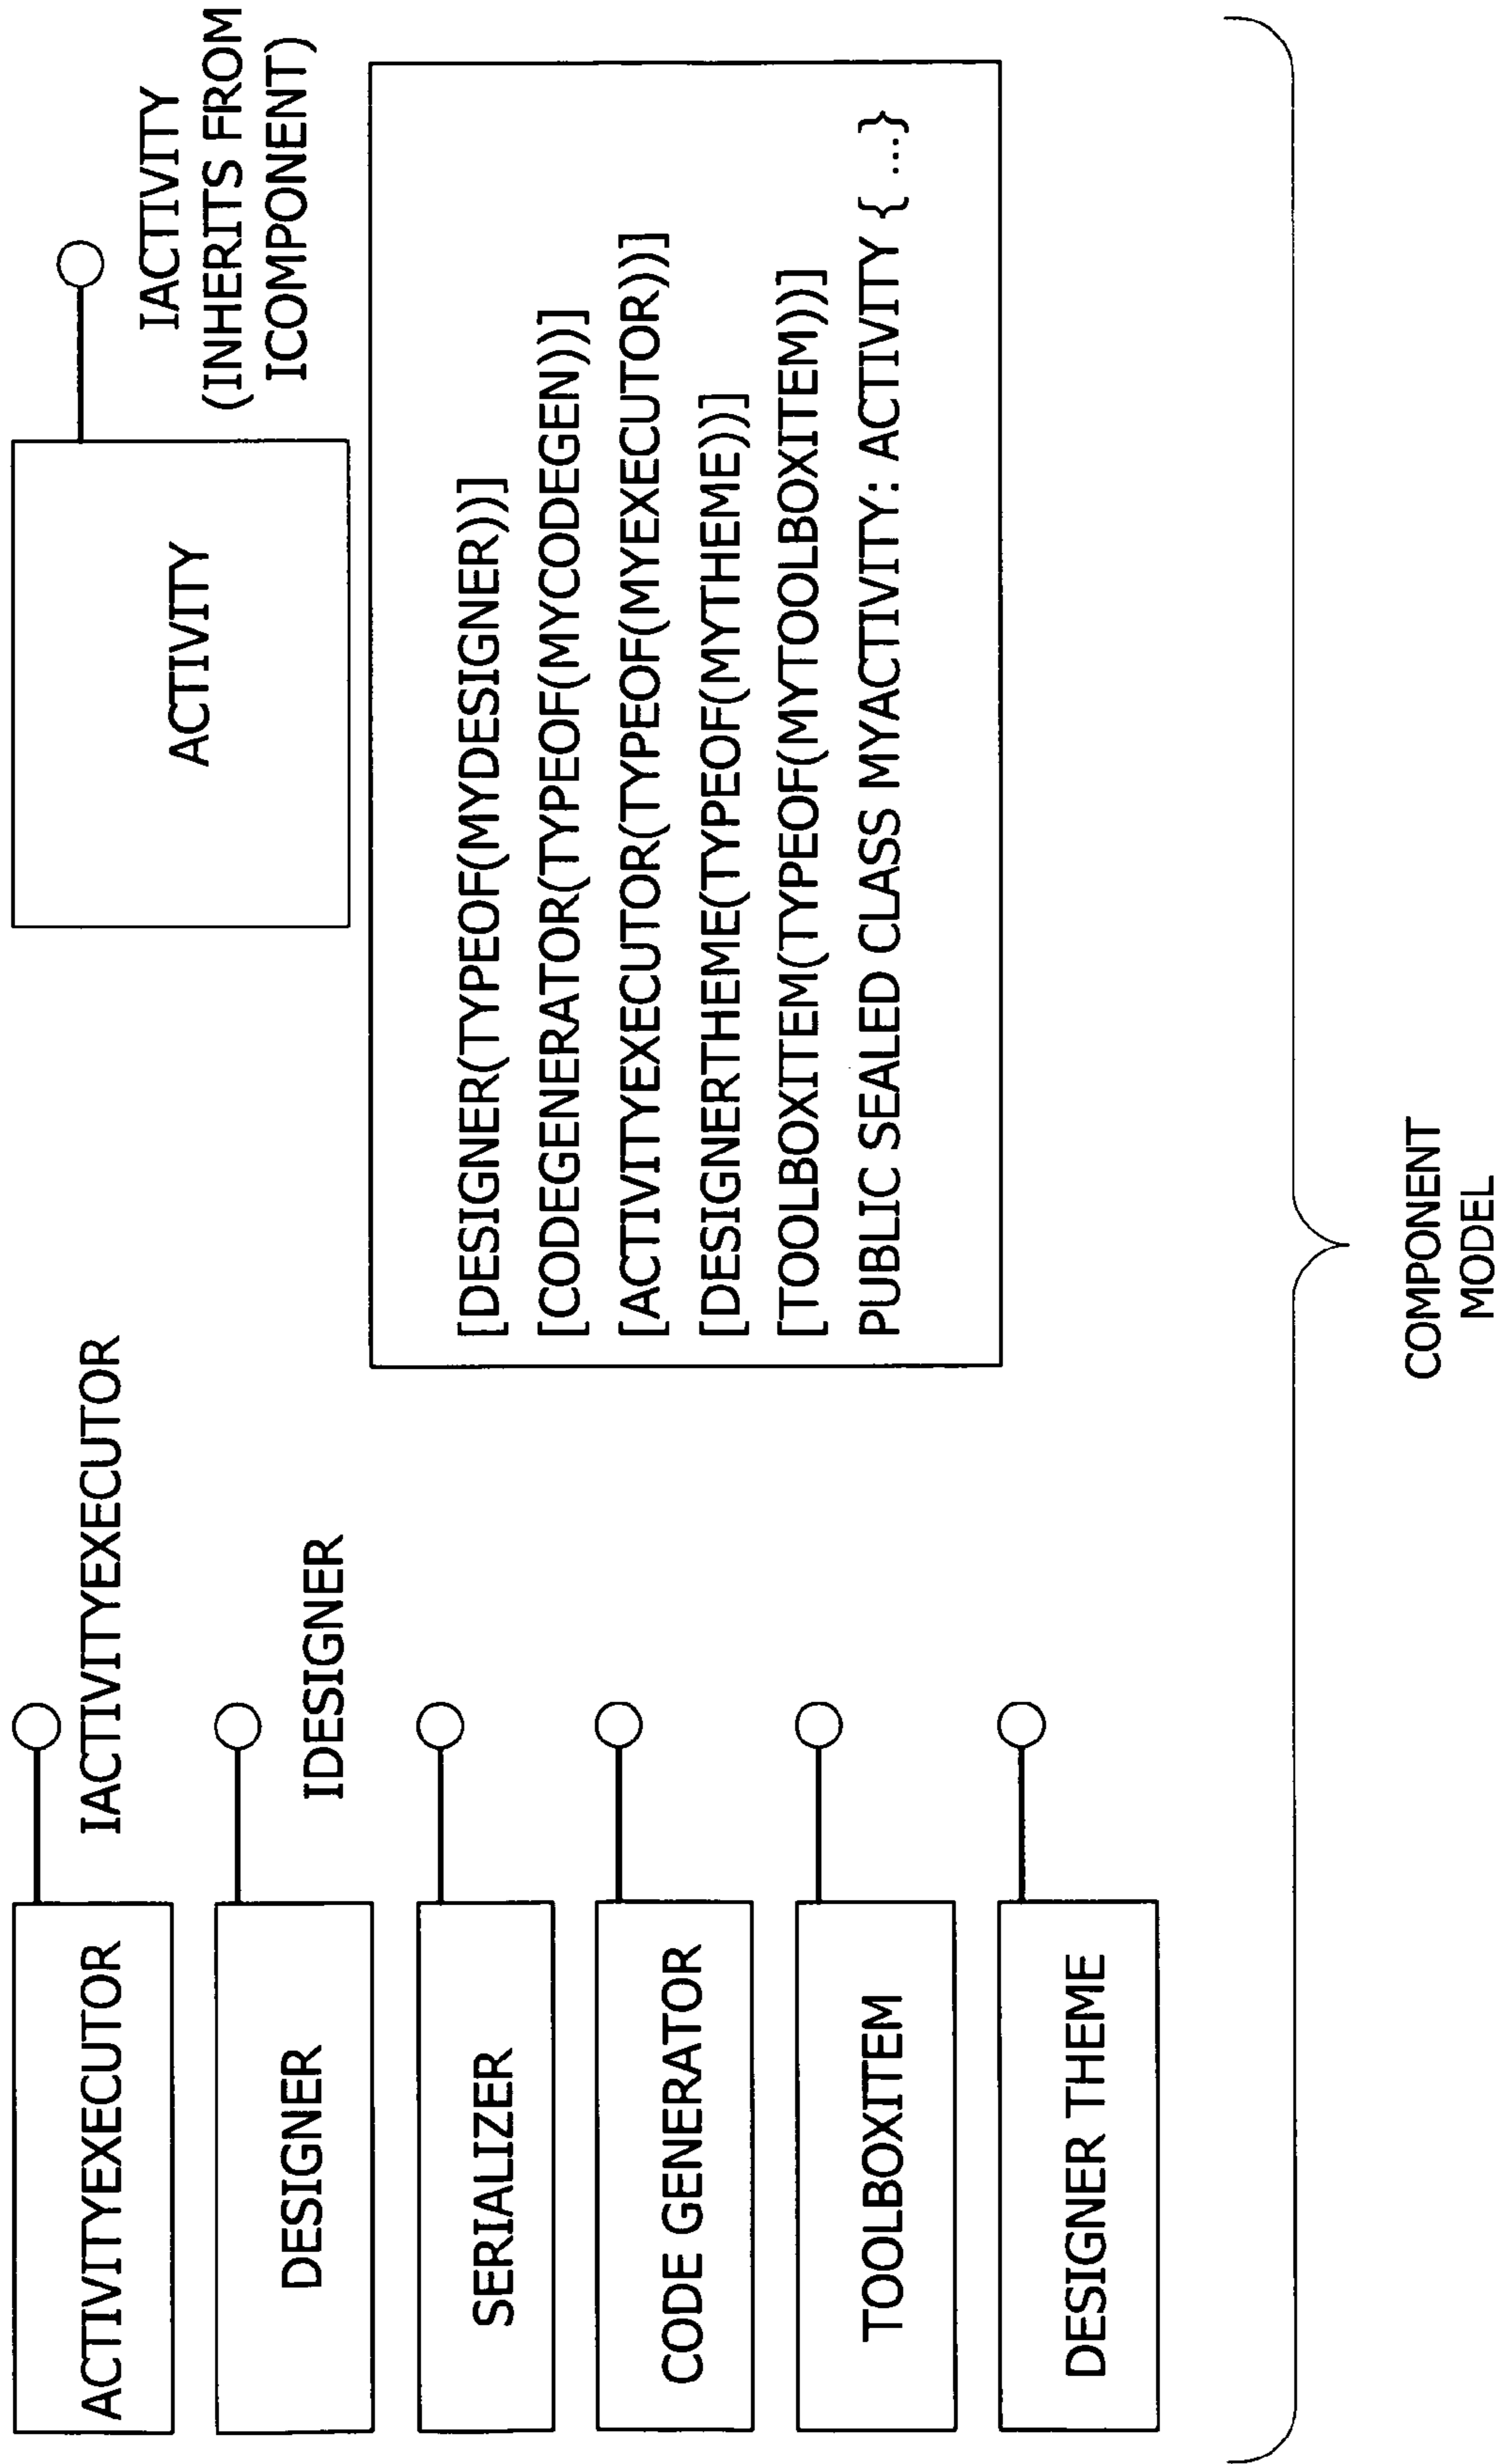 ACTIVITYEXECUTOR
IACTIVITYEXECUTOR
DESIGNER
IDESIGNER
SERIALIZER
CODE GENERATOR
TOOLBOXITEM
DESIGNER THEME
ACTIVITY
IACTIVITY
(INHERITS FROM
ICOMPONENT)
[DESIGNER(TYPEOF(MYDESIGNER))]
[CODEGENERATOR(TYPEOF(MYCODEGEN))]
[ACTIVITYEXECUTOR(TYPEOF(MYEXECUTOR))]
[DESIGNERTHEME(TYPEOF(MYTHEME))]
[TOOLBOXITEM(TYPEOF(MYTOOLBOXITEM))]
PUBLIC SEALED CLASS MYACTIVITY: ACTIVITY { ...}
COMPONENT
MODEL